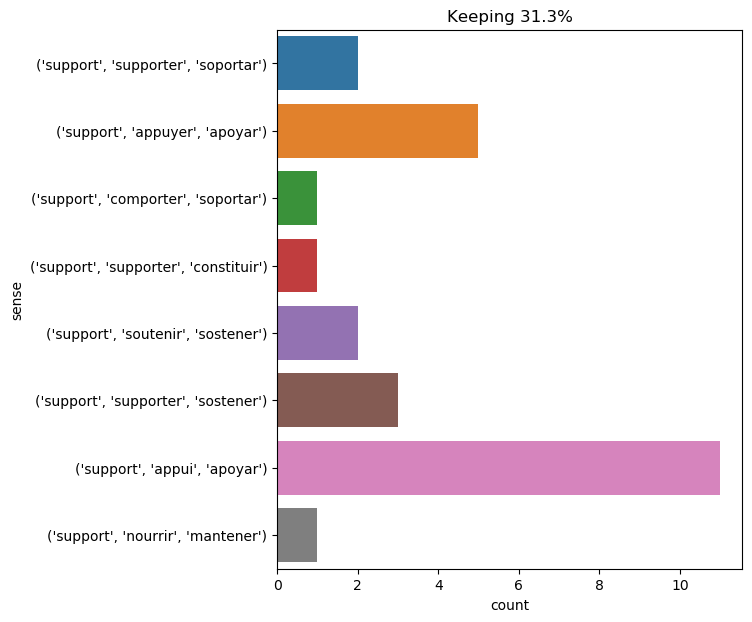 Keeping 31.3%
('support', 'supporter', 'soportar')
('support', 'appuyer', 'apoyar')
('support', 'comporter', 'soportar')
('support', 'supporter', 'constituir')
('support', 'soutenir', 'sostener')
('support', 'supporter', 'sostener')
('support', 'appui', 'apoyar')
('support', 'nourrir', 'mantener')
sense
0 2 4 6 8 10
count